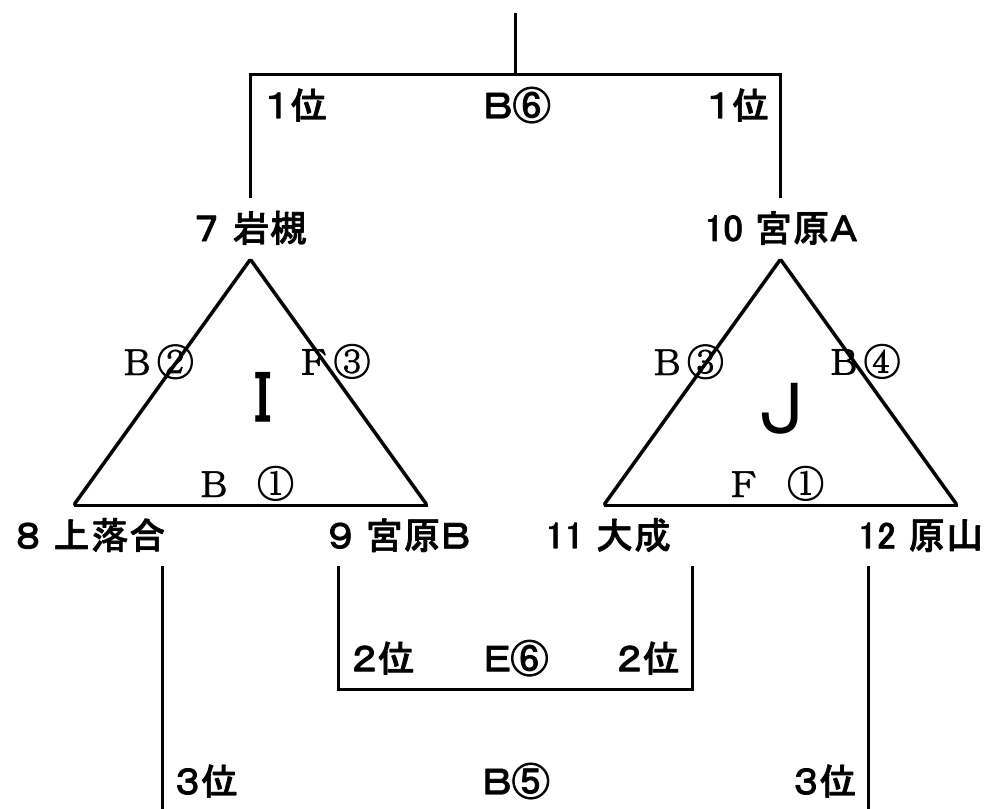 1位 B⑥ 1位
7 岩槻 10 宮原A
B② F③ B③ B④
I J
B ① F ①
8 上落合 9 宮原B 11 大成 12 原山
2位 E⑥ 2位
3位 B⑤ 3位